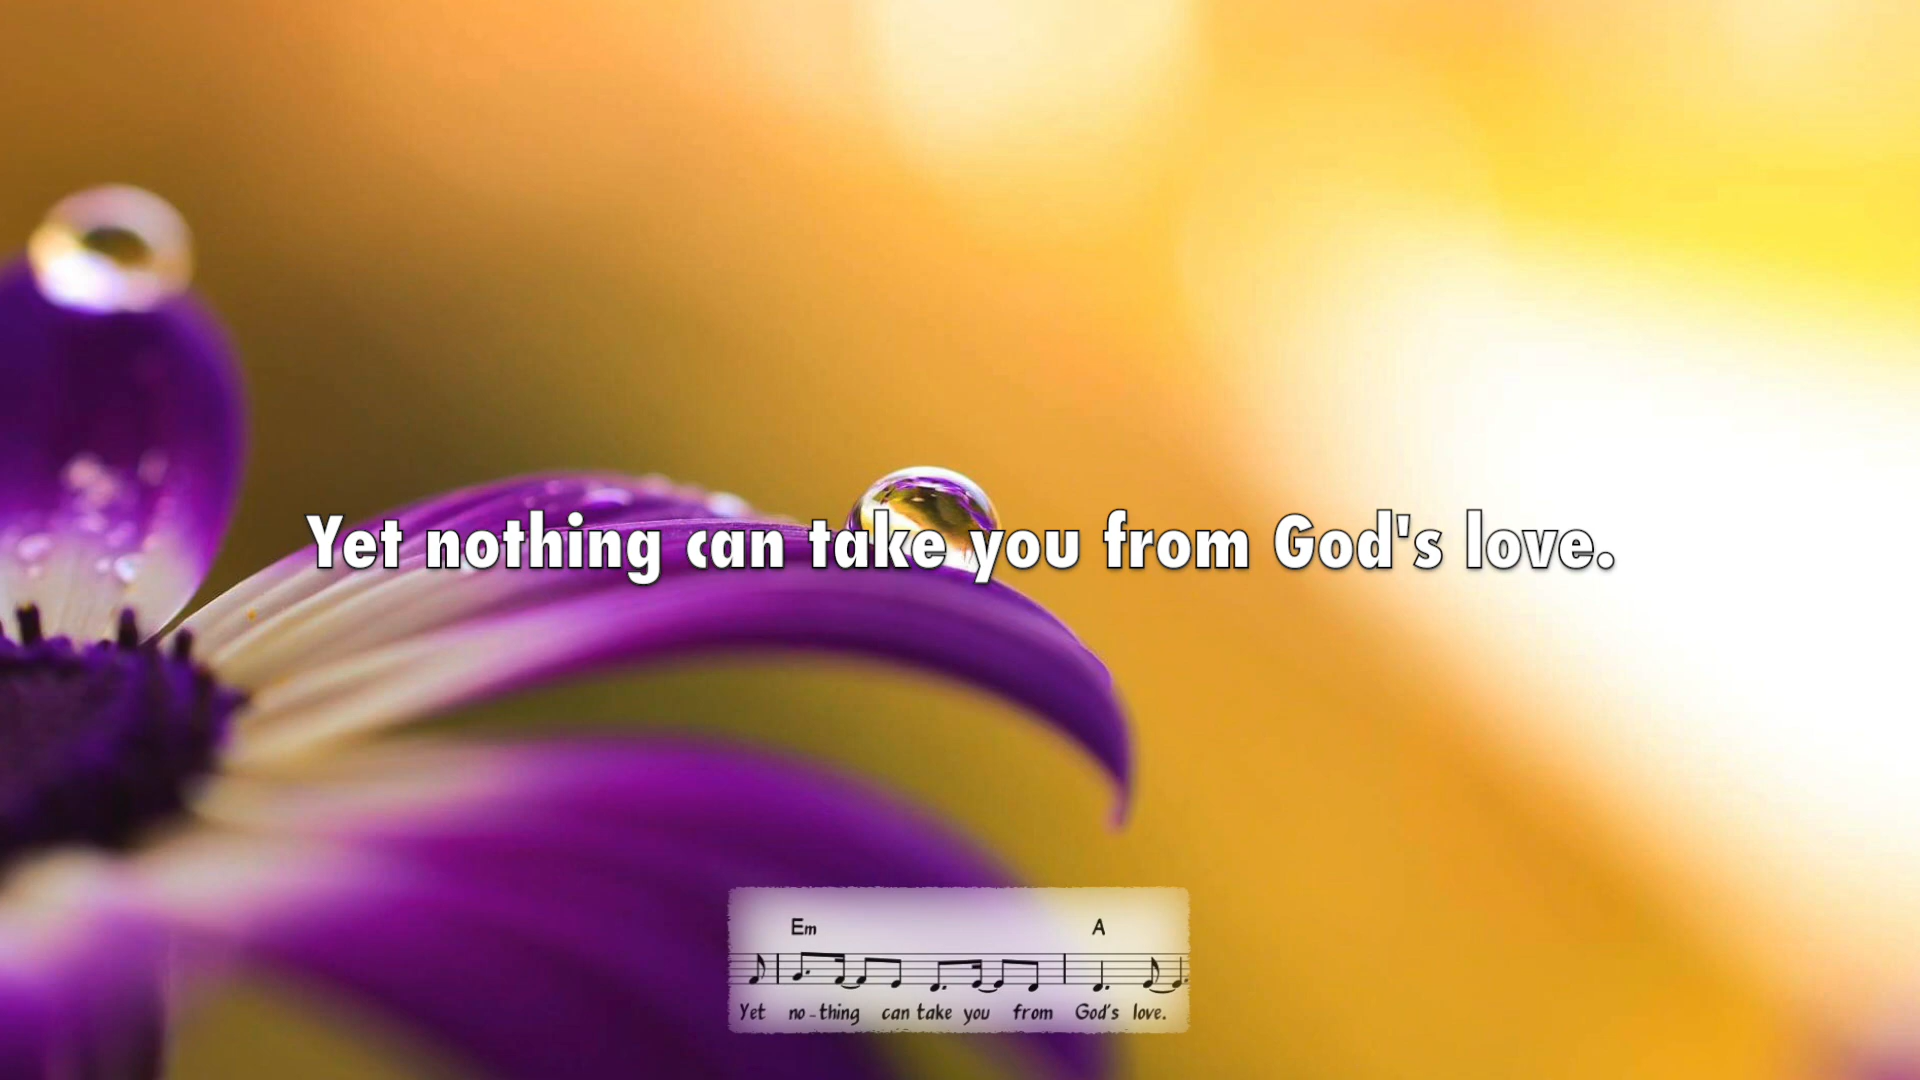 Yet nothing can take you from God's love.
Em A
Yet no-thing can take you from God's love.